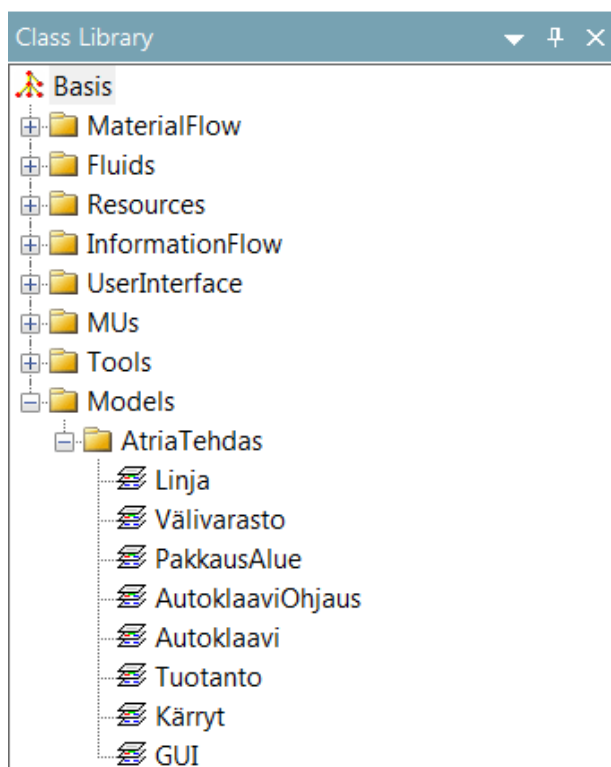 Class Library
Basis
MaterialFlow
Fluids
Resources
InformationFlow
UserInterface
MUs
Tools
Models
AtriaTehdas
Linja
Välivarasto
PakkausAlue
AutoklaaviOhjaus
Autoklaavi
Tuotanto
Kärryt
GUI